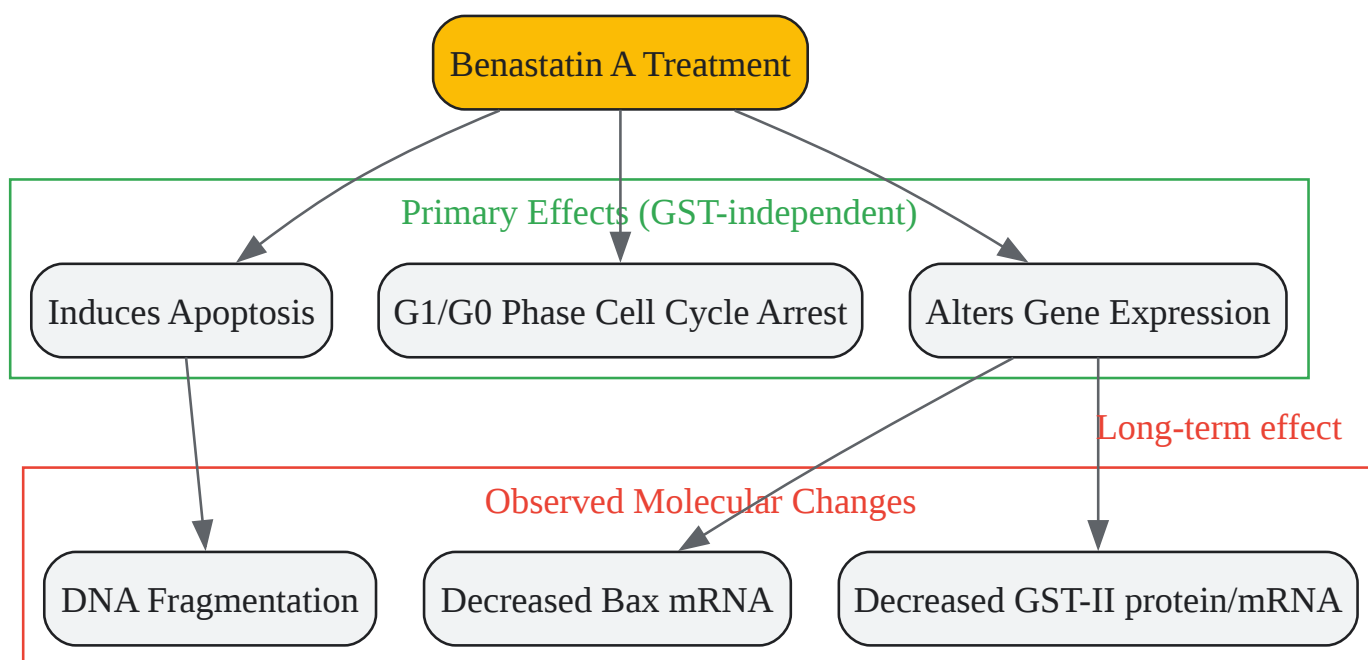 Benastatin A Treatment
Primary Effects (GST-independent)
Induces Apoptosis
G1/G0 Phase Cell Cycle Arrest
Alters Gene Expression
Long-term effect
Observed Molecular Changes
DNA Fragmentation
Decreased Bax mRNA
Decreased GST-II protein/mRNA